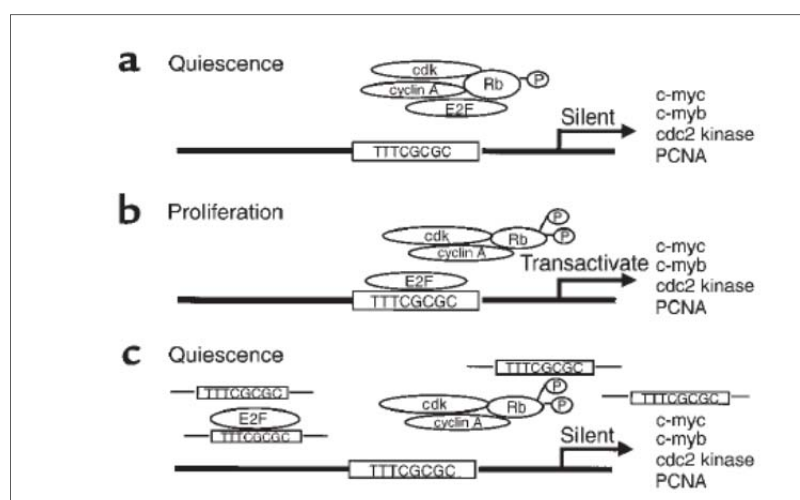 a Quiescence
cdk
cyclin A
Rb
P
E2F
Silent
TTTCGCGC
c-myc
c-myb
cdc2 kinase
PCNA
b Proliferation
cdk
cyclin A
Rb
P
P
E2F
Transactivate
TTTCGCGC
c-myc
c-myb
cdc2 kinase
PCNA
c Quiescence
TTTCGCGC
E2F
TTTCGCGC
TTTCGCGC
cdk
cyclin A
Rb
P
P
TTTCGCGC
Silent
TTTCGCGC
c-myc
c-myb
cdc2 kinase
PCNA